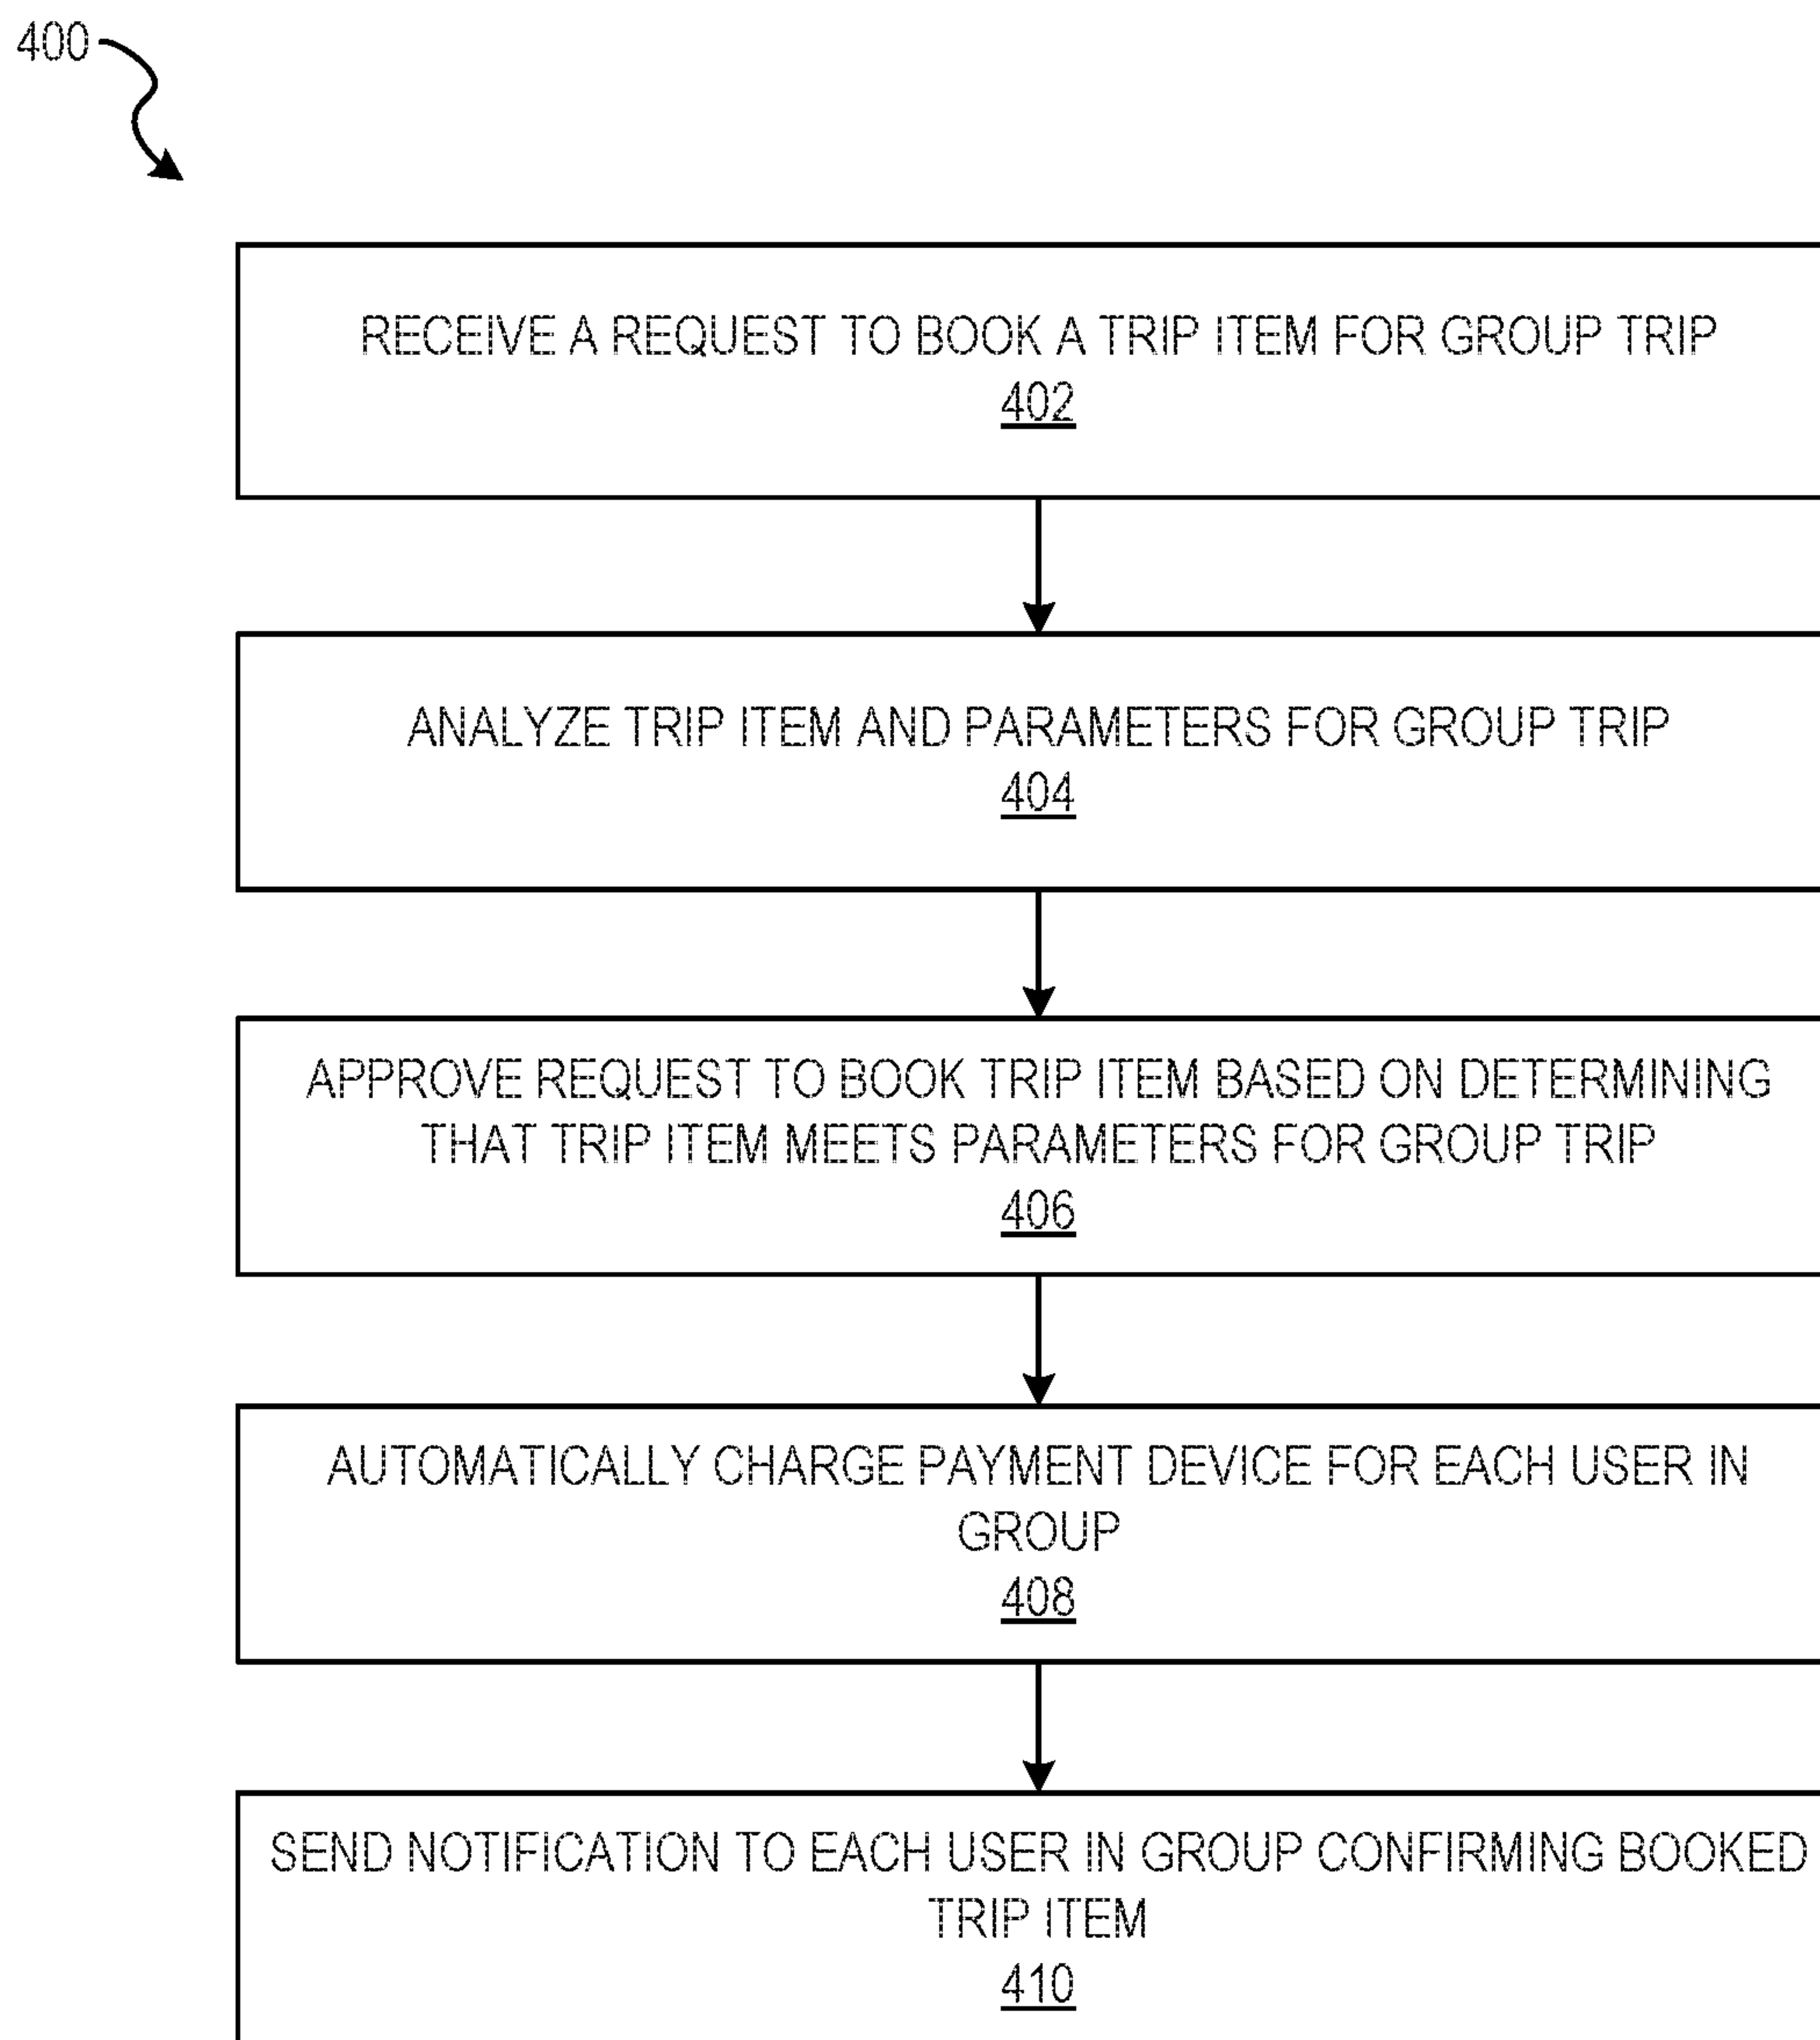 400
RECEIVE A REQUEST TO BOOK A TRIP ITEM FOR GROUP TRIP
402
ANALYZE TRIP ITEM AND PARAMETERS FOR GROUP TRIP
404
APPROVE REQUEST TO BOOK TRIP ITEM BASED ON DETERMINING
THAT TRIP ITEM MEETS PARAMETERS FOR GROUP TRIP
406
AUTOMATICALLY CHARGE PAYMENT DEVICE FOR EACH USER IN
GROUP
408
SEND NOTIFICATION TO EACH USER IN GROUP CONFIRMING BOOKED
TRIP ITEM
410